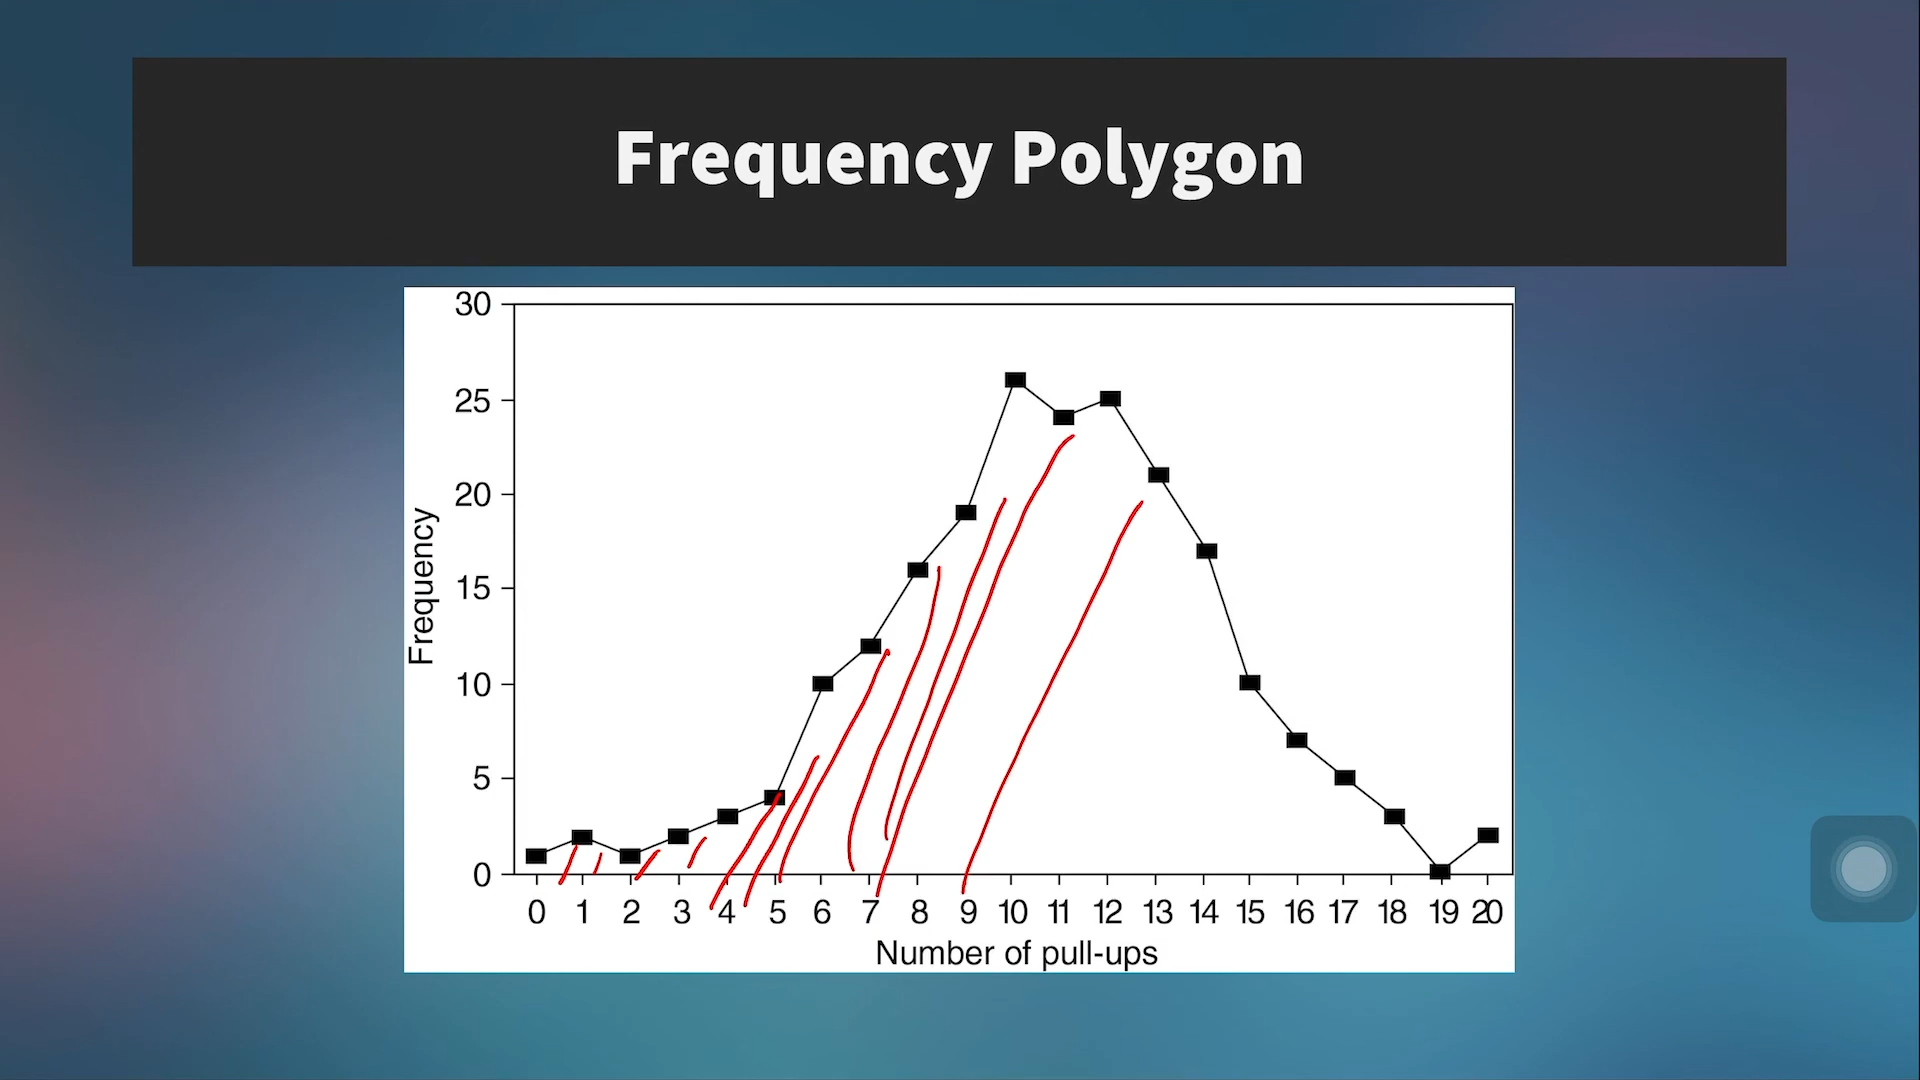 Frequency Polygon
30
25
20
15
10
5
0
Frequency
0 1 2 3 4 5 6 7 8 9 10 11 12 13 14 15 16 17 18 19 20
Number of pull-ups